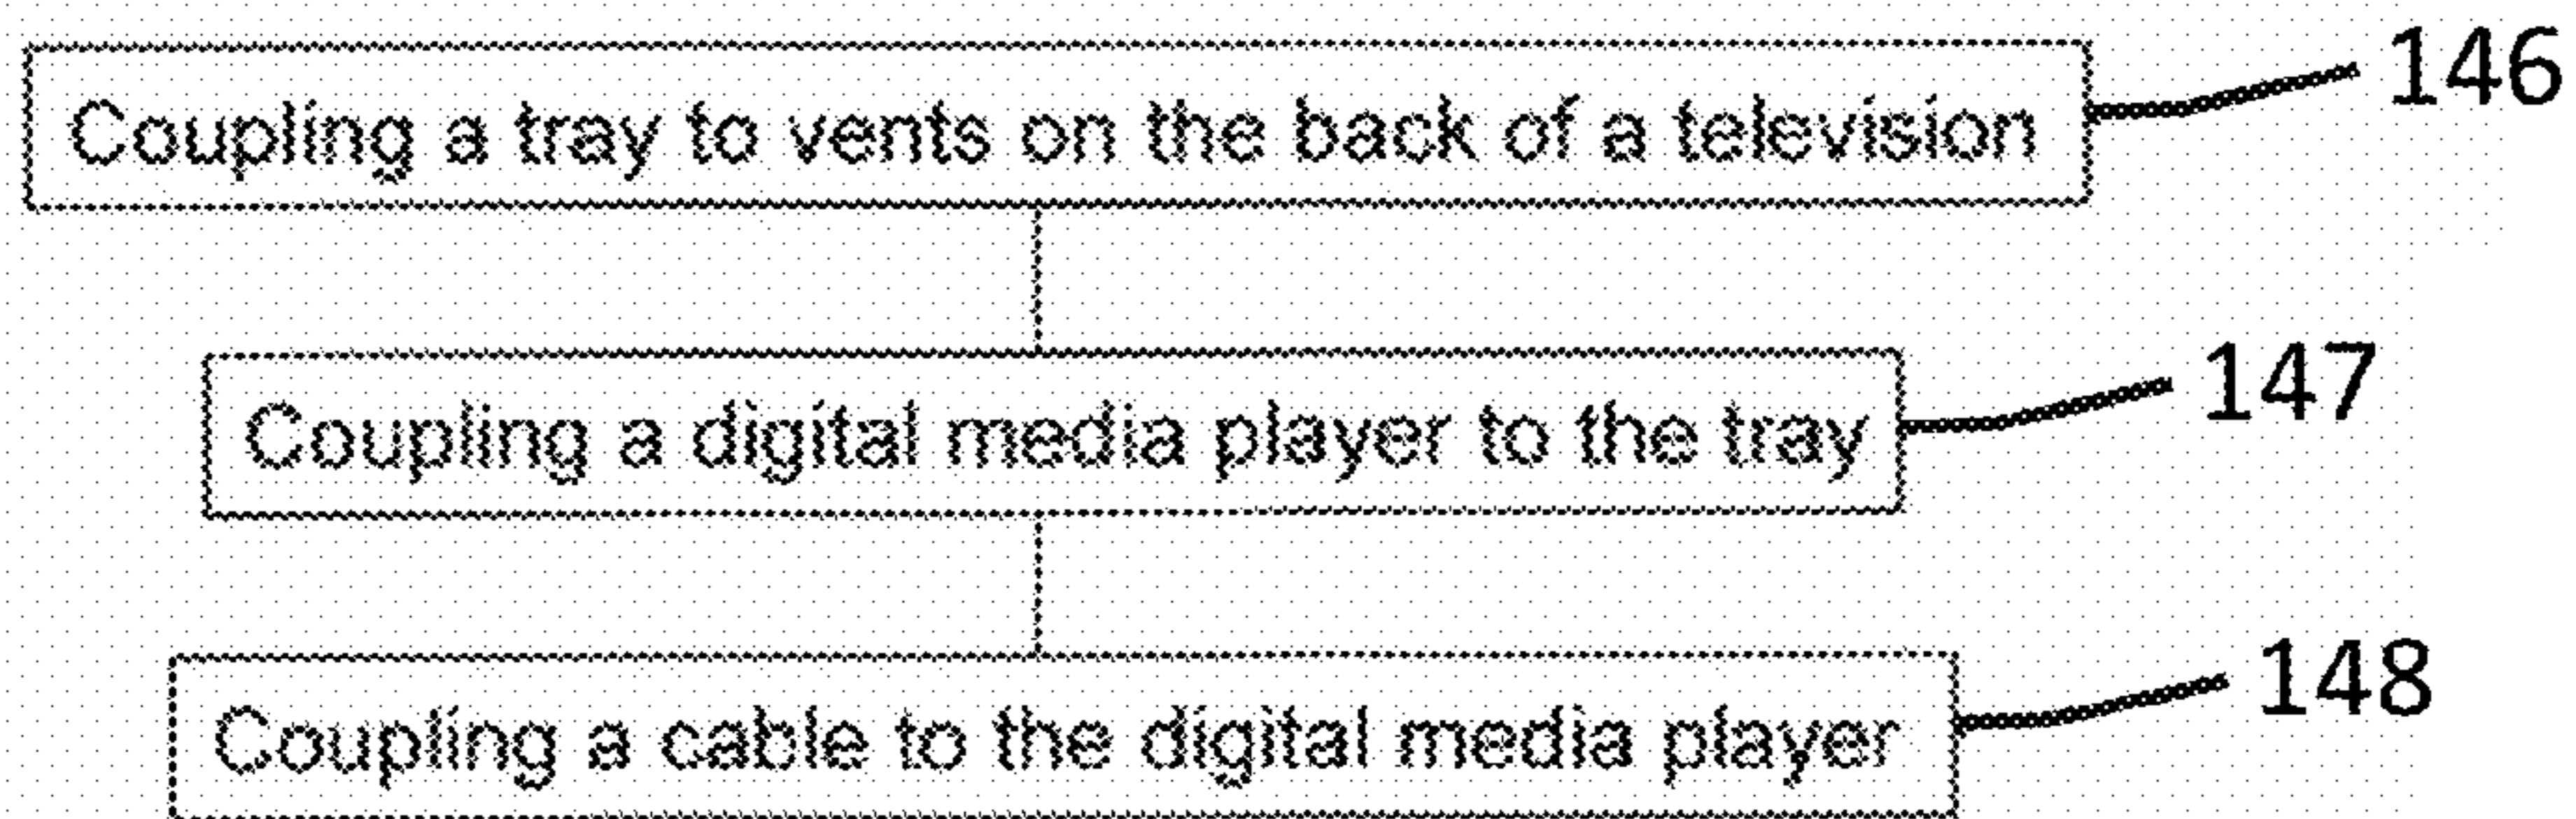 Coupling a tray to vents on the back of a television 146
Coupling a digital media player to the tray 147
Coupling a cable to the digital media player 148